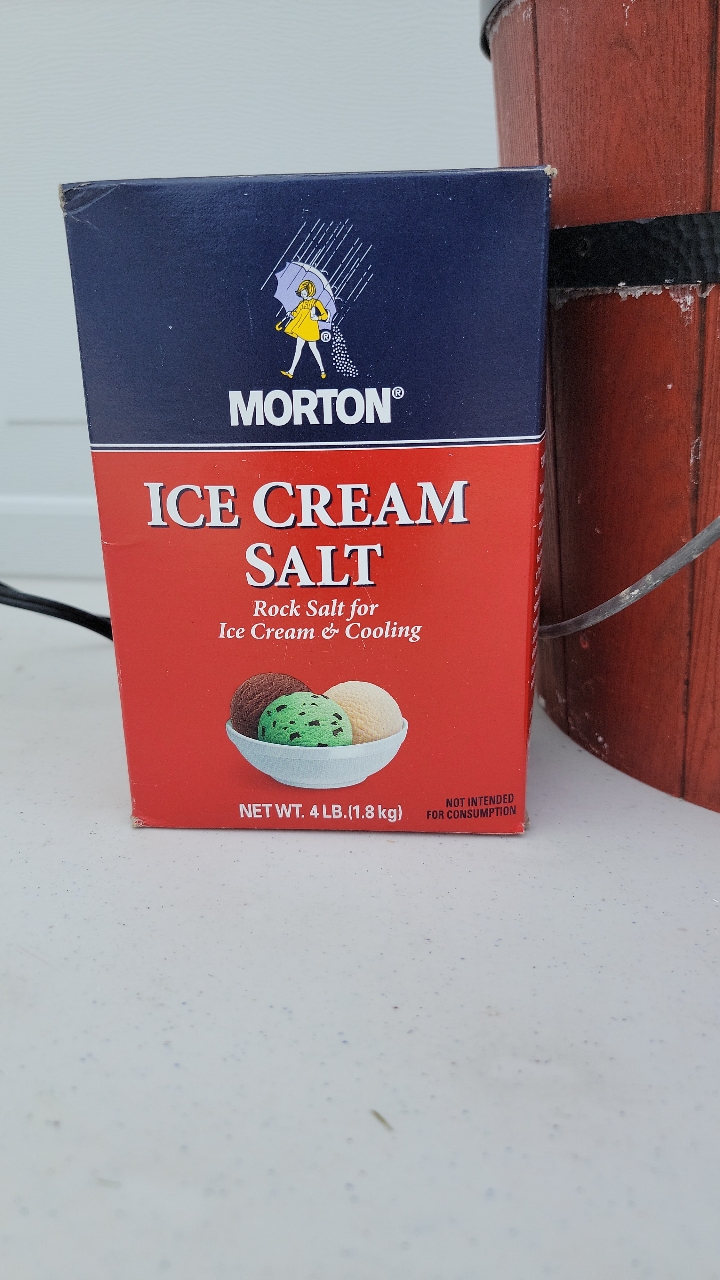 ®
MORTON®
ICE CREAM
SALT
Rock Salt for
Ice Cream & Cooling
NET WT. 4 LB.(1.8 kg)
NOT INTENDED
FOR CONSUMPTION